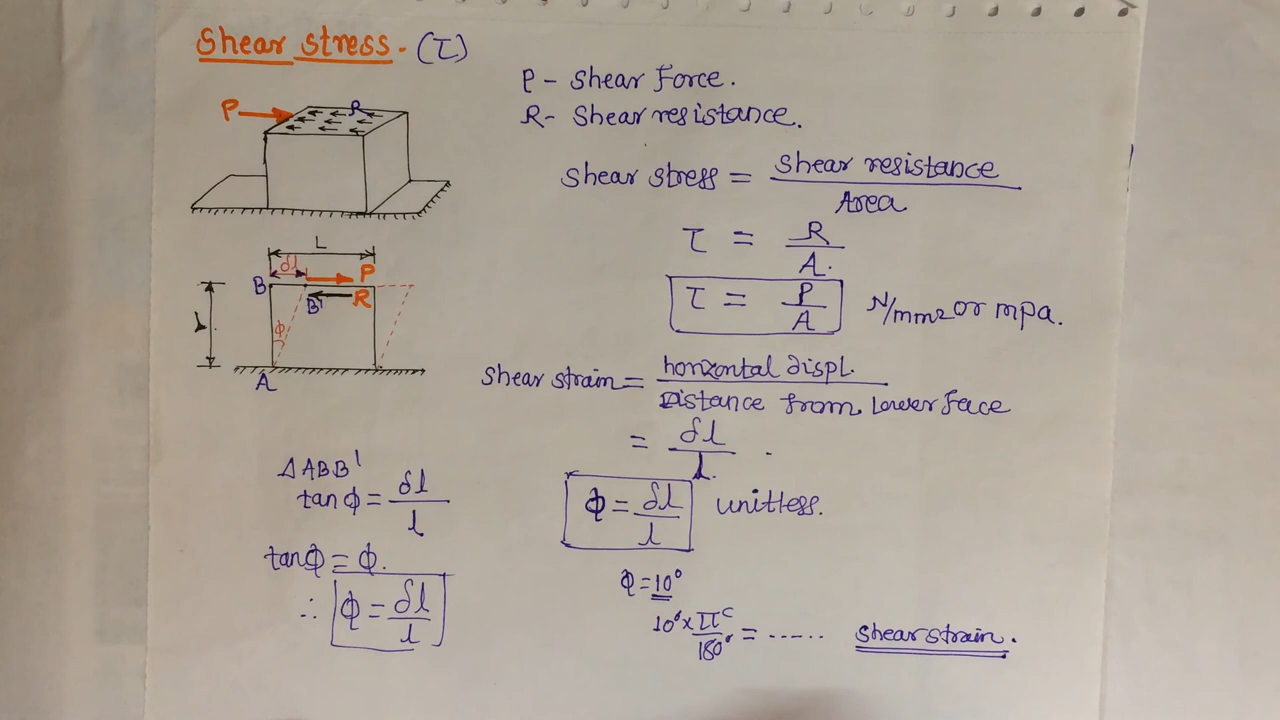 Shear stress. (τ)
P R
P - Shear Force.
R - Shear resistance.
Shear stress = Shear resistance / Area
τ = R / A.
τ = P / A N/mm2 or mpa.
L
δl P
B B' R
ϕ
A
Shear strain = horizontal displ. / Distance from Lower Face
= δl / l.
ϕ = δl / l unitless.
ϕ = 10°
10° × π^c / 180° = ...... Shear strain.
Δ ABB'
tan ϕ = δl / l
tan ϕ = ϕ.
∴ ϕ = δl / l